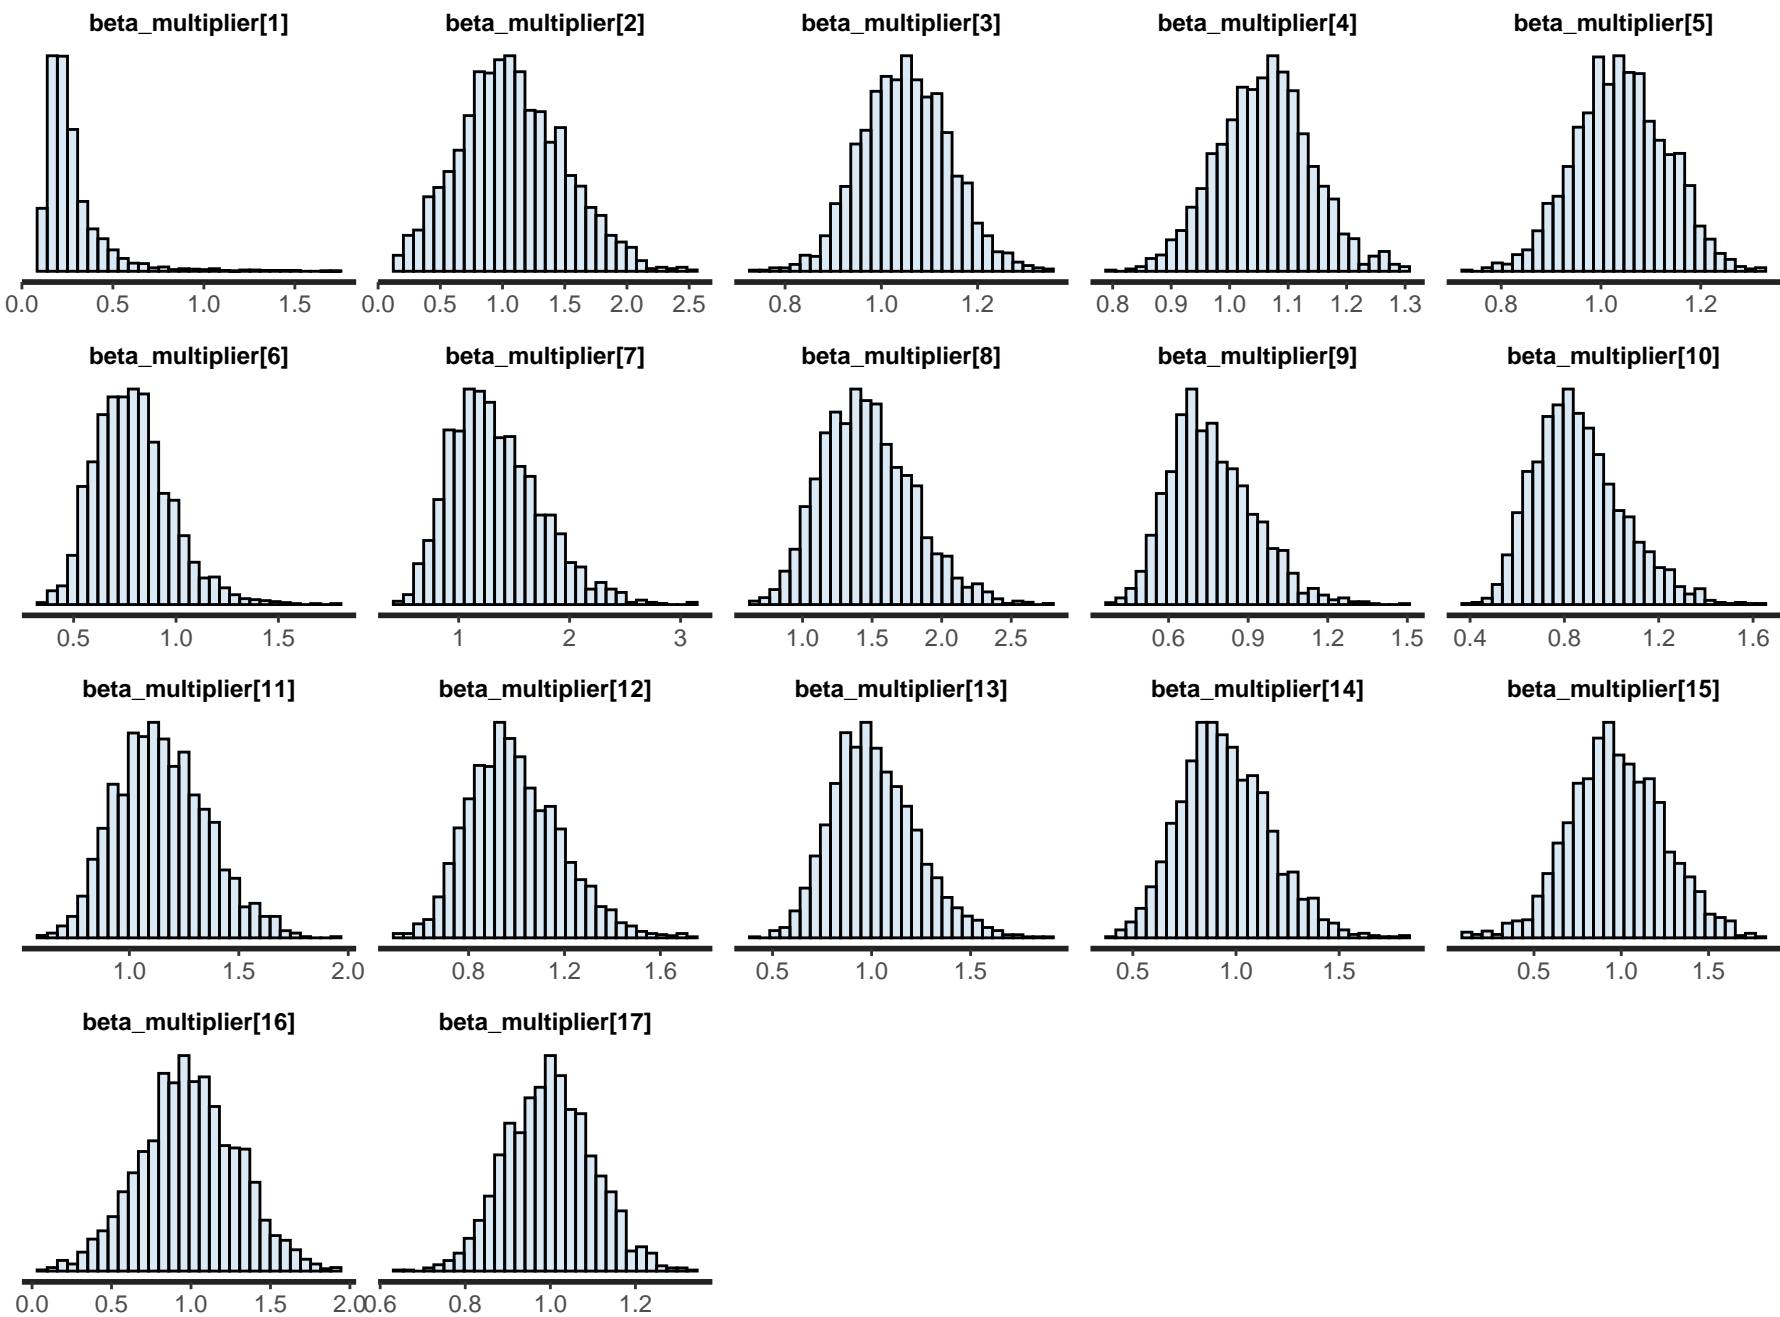 beta_multiplier[1] beta_multiplier[2] beta_multiplier[3] beta_multiplier[4] beta_multiplier[5]
0.0 0.5 1.0 1.5 0.0 0.5 1.0 1.5 2.0 2.5 0.8 1.0 1.2 0.8 0.9 1.0 1.1 1.2 1.3 0.8 1.0 1.2
beta_multiplier[6] beta_multiplier[7] beta_multiplier[8] beta_multiplier[9] beta_multiplier[10]
0.5 1.0 1.5 1 2 3 1.0 1.5 2.0 2.5 0.6 0.9 1.2 1.5 0.4 0.8 1.2 1.6
beta_multiplier[11] beta_multiplier[12] beta_multiplier[13] beta_multiplier[14] beta_multiplier[15]
1.0 1.5 2.0 0.8 1.2 1.6 0.5 1.0 1.5 0.5 1.0 1.5 0.5 1.0 1.5
beta_multiplier[16] beta_multiplier[17]
0.0 0.5 1.0 1.5 2.0 0.6 0.8 1.0 1.2